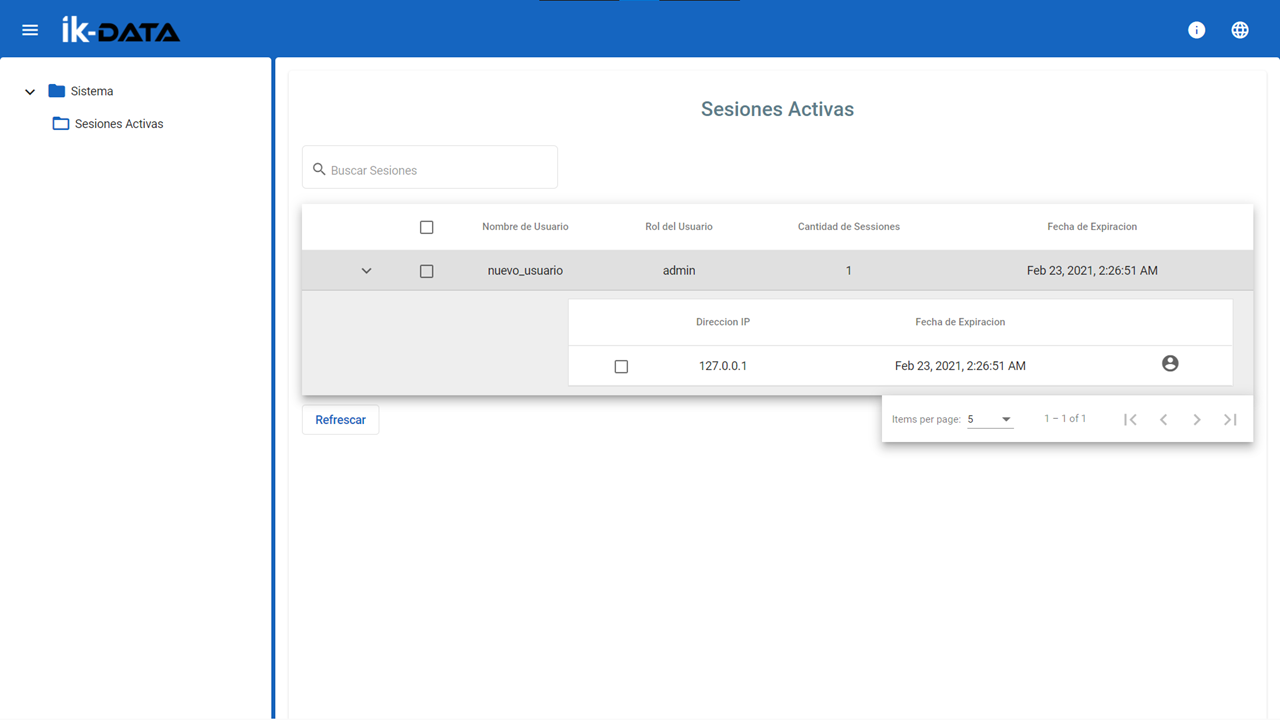 ik-DATA
Sistema
Sesiones Activas
Sesiones Activas
Buscar Sesiones
Nombre de Usuario Rol del Usuario Cantidad de Sessiones Fecha de Expiracion
nuevo_usuario admin 1 Feb 23, 2021, 2:26:51 AM
Direccion IP Fecha de Expiracion
127.0.0.1 Feb 23, 2021, 2:26:51 AM
Refrescar
Items per page: 5 1 – 1 of 1